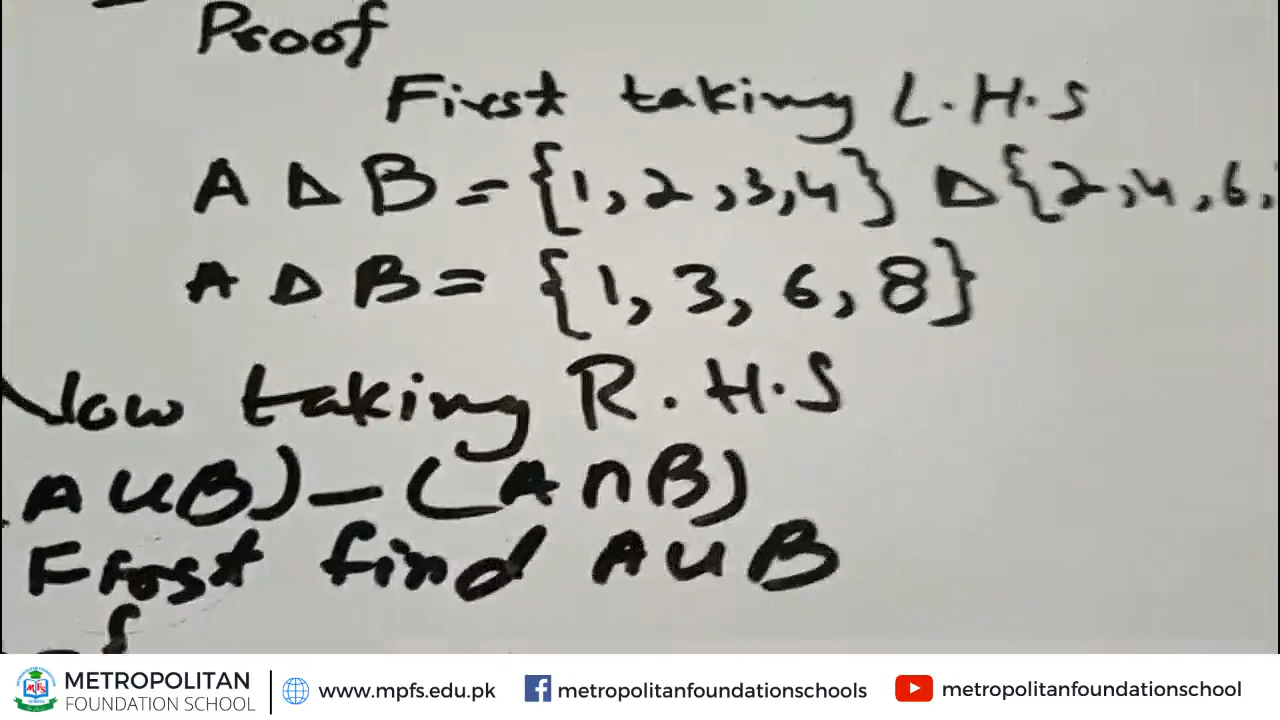 Proof
First taking L.H.S
A Δ B = {1, 2, 3, 4} Δ {2, 4, 6,
A Δ B = {1, 3, 6, 8}
Now taking R.H.S
A ∪ B) − (A ∩ B)
First find A ∪ B
= {
METROPOLITAN
FOUNDATION SCHOOL
www.mpfs.edu.pk
metropolitanfoundationschools
metropolitanfoundationschool
MFS